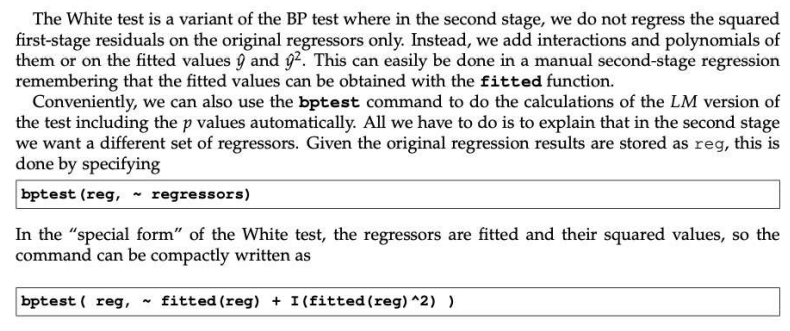 The White test is a variant of the BP test where in the second stage, we do not regress the squared
first-stage residuals on the original regressors only. Instead, we add interactions and polynomials of
them or on the fitted values ŷ and ŷ². This can easily be done in a manual second-stage regression
remembering that the fitted values can be obtained with the fitted function.
Conveniently, we can also use the bptest command to do the calculations of the LM version of
the test including the p values automatically. All we have to do is to explain that in the second stage
we want a different set of regressors. Given the original regression results are stored as reg, this is
done by specifying
bptest(reg, ~ regressors)
In the “special form” of the White test, the regressors are fitted and their squared values, so the
command can be compactly written as
bptest( reg, ~ fitted(reg) + I(fitted(reg)^2) )